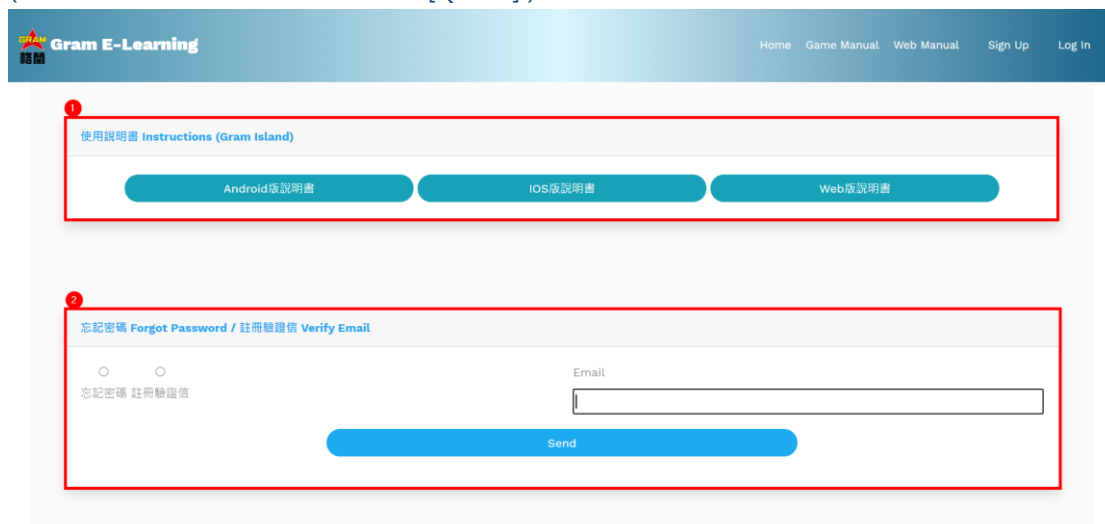 GRAM
格蘭
Gram E-Learning
Home Game Manual Web Manual Sign Up Log In
1
使用說明書 Instructions (Gram Island)
Android版說明書 IOS版說明書 Web版說明書
2
忘記密碼 Forgot Password / 註冊驗證信 Verify Email
忘記密碼 註冊驗證信
Email
Send